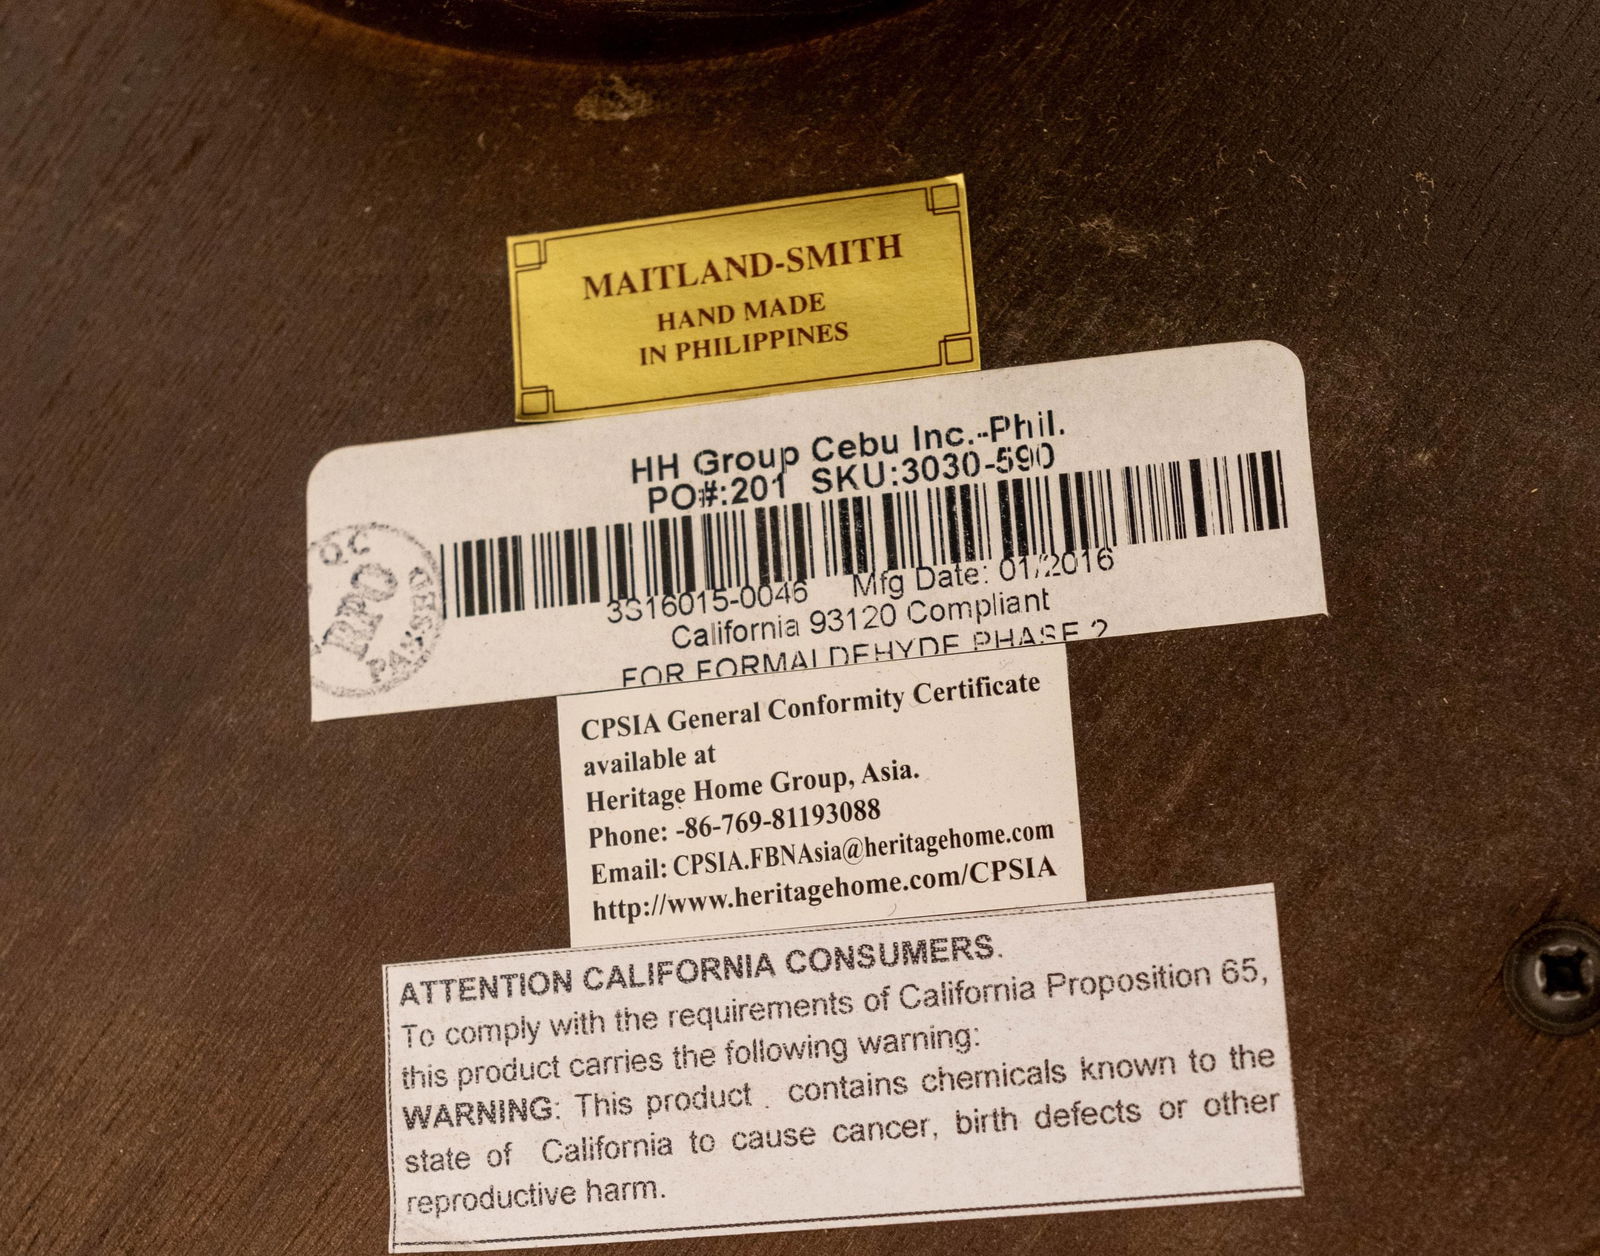 MAITLAND-SMITH
HAND MADE
IN PHILIPPINES
HH Group Cebu Inc.-Phil.
PO#:201 SKU:3030-590
3S16015-0046 Mfg Date: 01/2016
California 93120 Compliant
FOR FORMALDEHYDE PHASE 2
QC
PASSED
CPSIA General Conformity Certificate
available at
Heritage Home Group, Asia.
Phone: -86-769-81193088
Email: CPSIA.FBNAsia@heritagehome.com
http://www.heritagehome.com/CPSIA
ATTENTION CALIFORNIA CONSUMERS.
To comply with the requirements of California Proposition 65,
this product carries the following warning:
WARNING: This product . contains chemicals known to the
state of California to cause cancer, birth defects or other
reproductive harm.